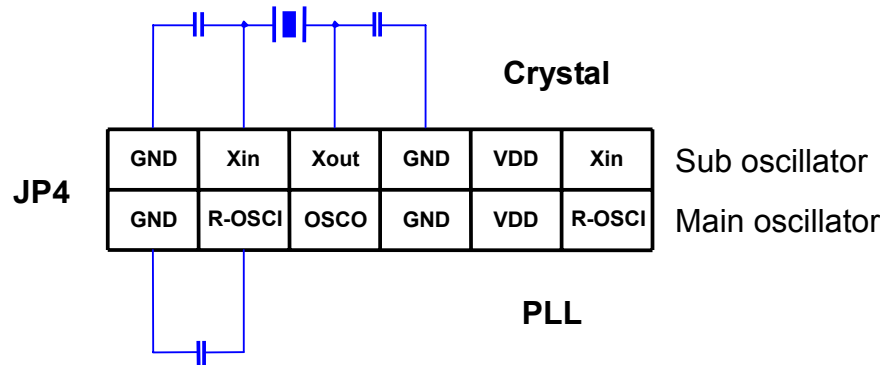 Crystal
GND Xin Xout GND VDD Xin Sub oscillator
JP4
GND R-OSCI OSCO GND VDD R-OSCI Main oscillator
PLL